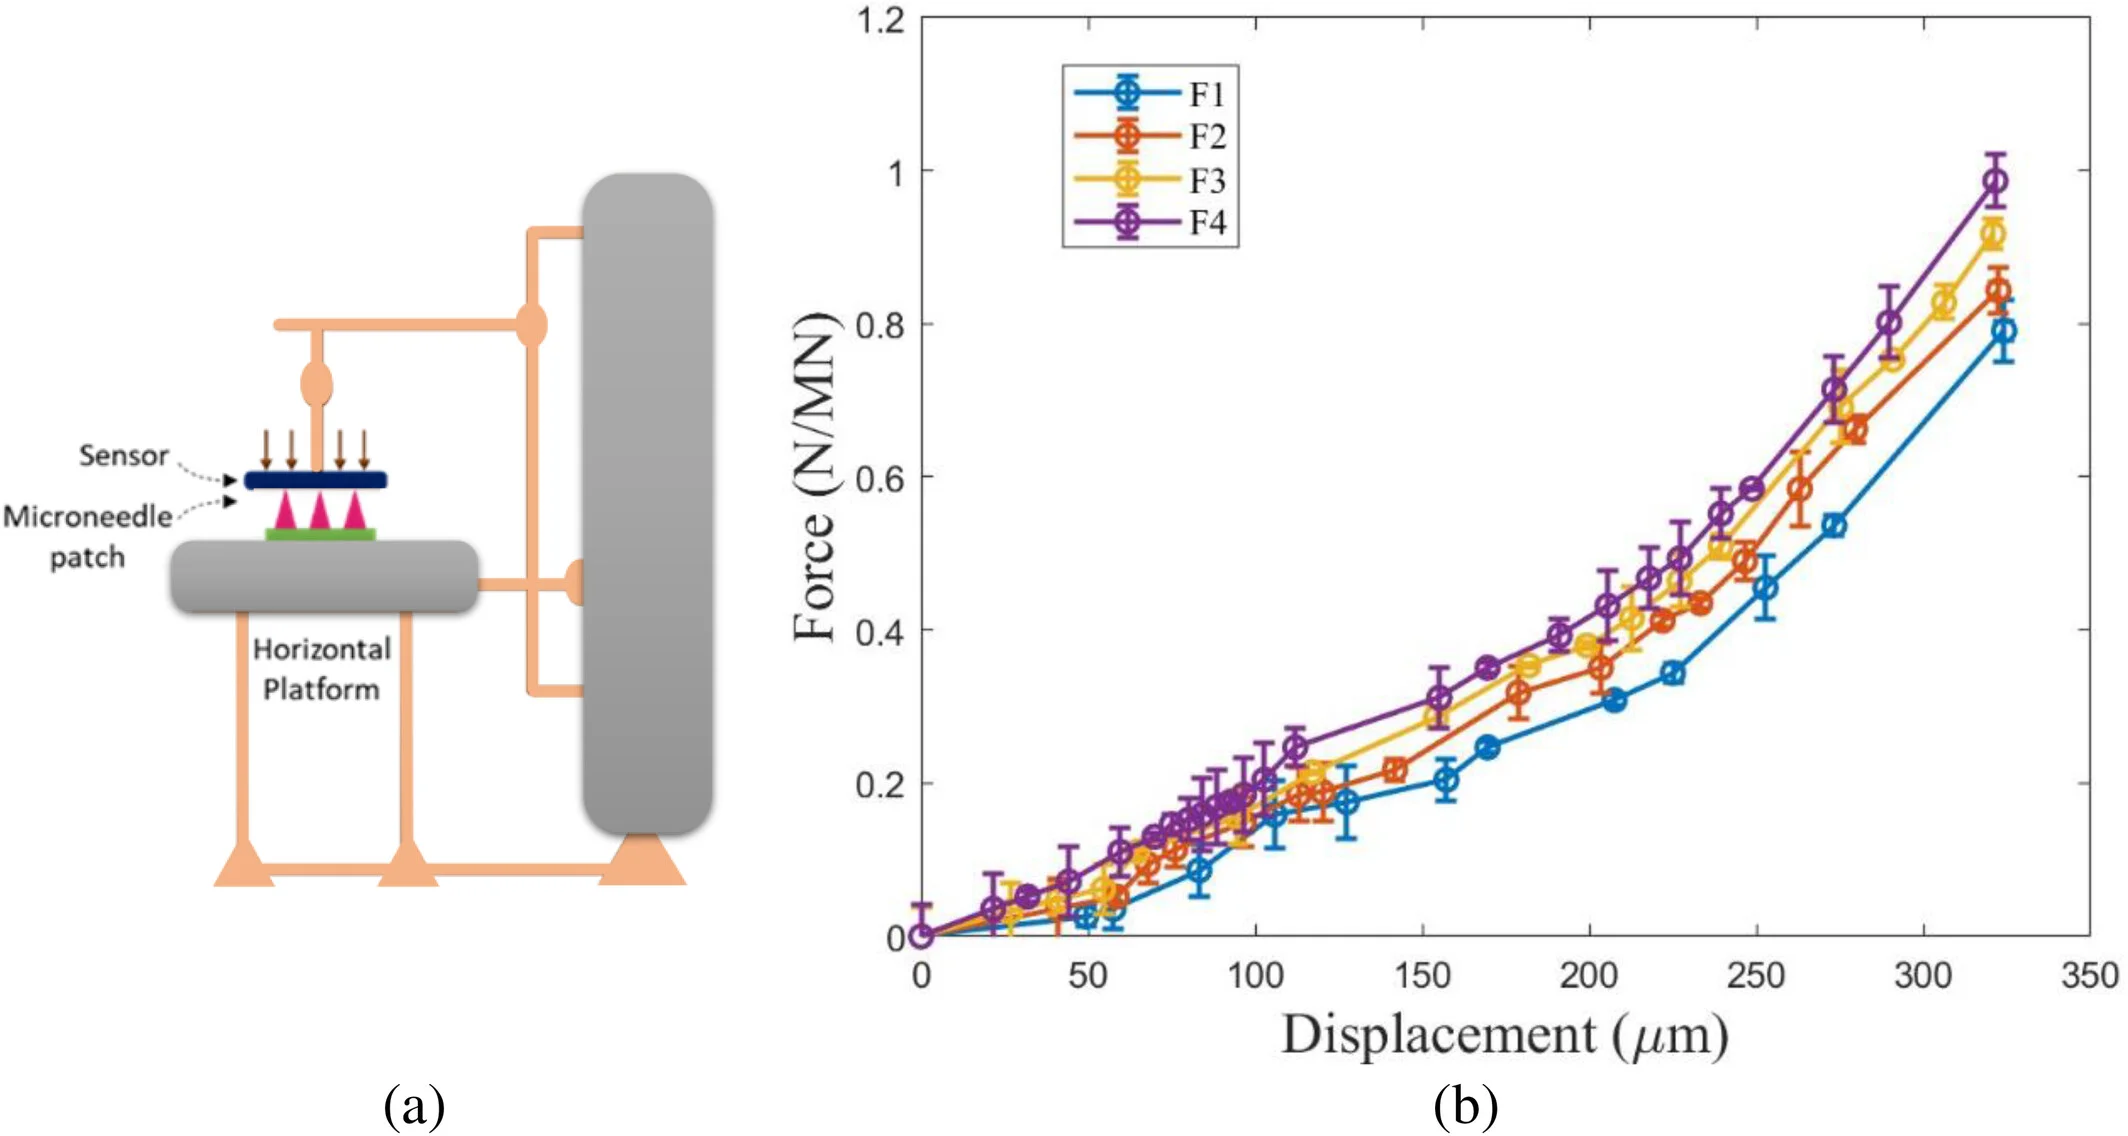 Sensor
Microneedle
patch
Horizontal
Platform
(a)
1.2
1
0.8
0.6
0.4
0.2
0
Force (N/MN)
F1
F2
F3
F4
0 50 100 150 200 250 300 350
Displacement (μm)
(b)